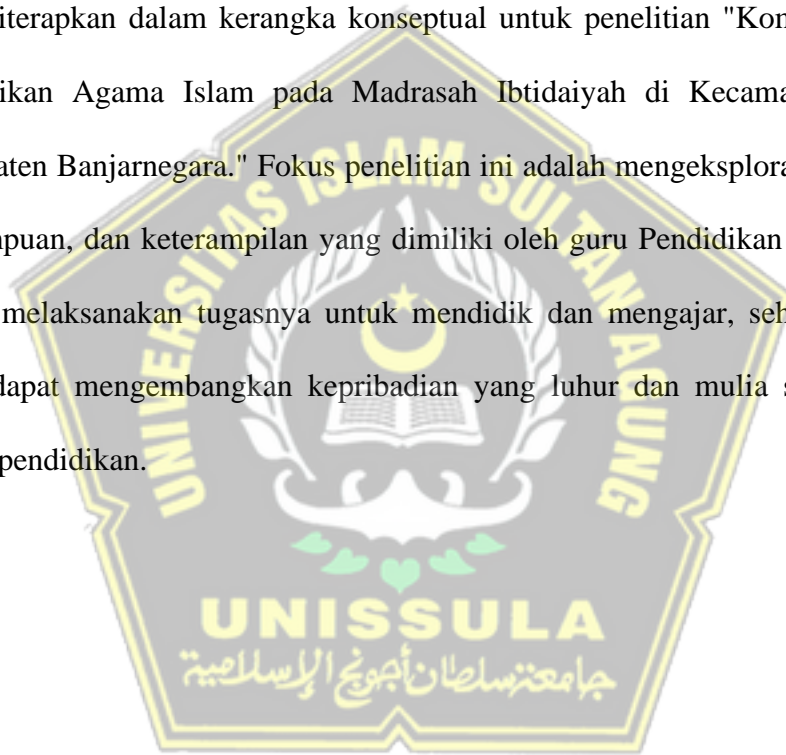 iterapkan dalam kerangka konseptual untuk penelitian "Kon
ikan Agama Islam pada Madrasah Ibtidaiyah di Kecama
aten Banjarnegara." Fokus penelitian ini adalah mengeksplora
puan, dan keterampilan yang dimiliki oleh guru Pendidikan
melaksanakan tugasnya untuk mendidik dan mengajar, seh
dapat mengembangkan kepribadian yang luhur dan mulia s
pendidikan.
UNIVERSITAS ISLAM SULTAN AGUNG
UNISSULA
جامعة سلطان أجونج الإسلامية